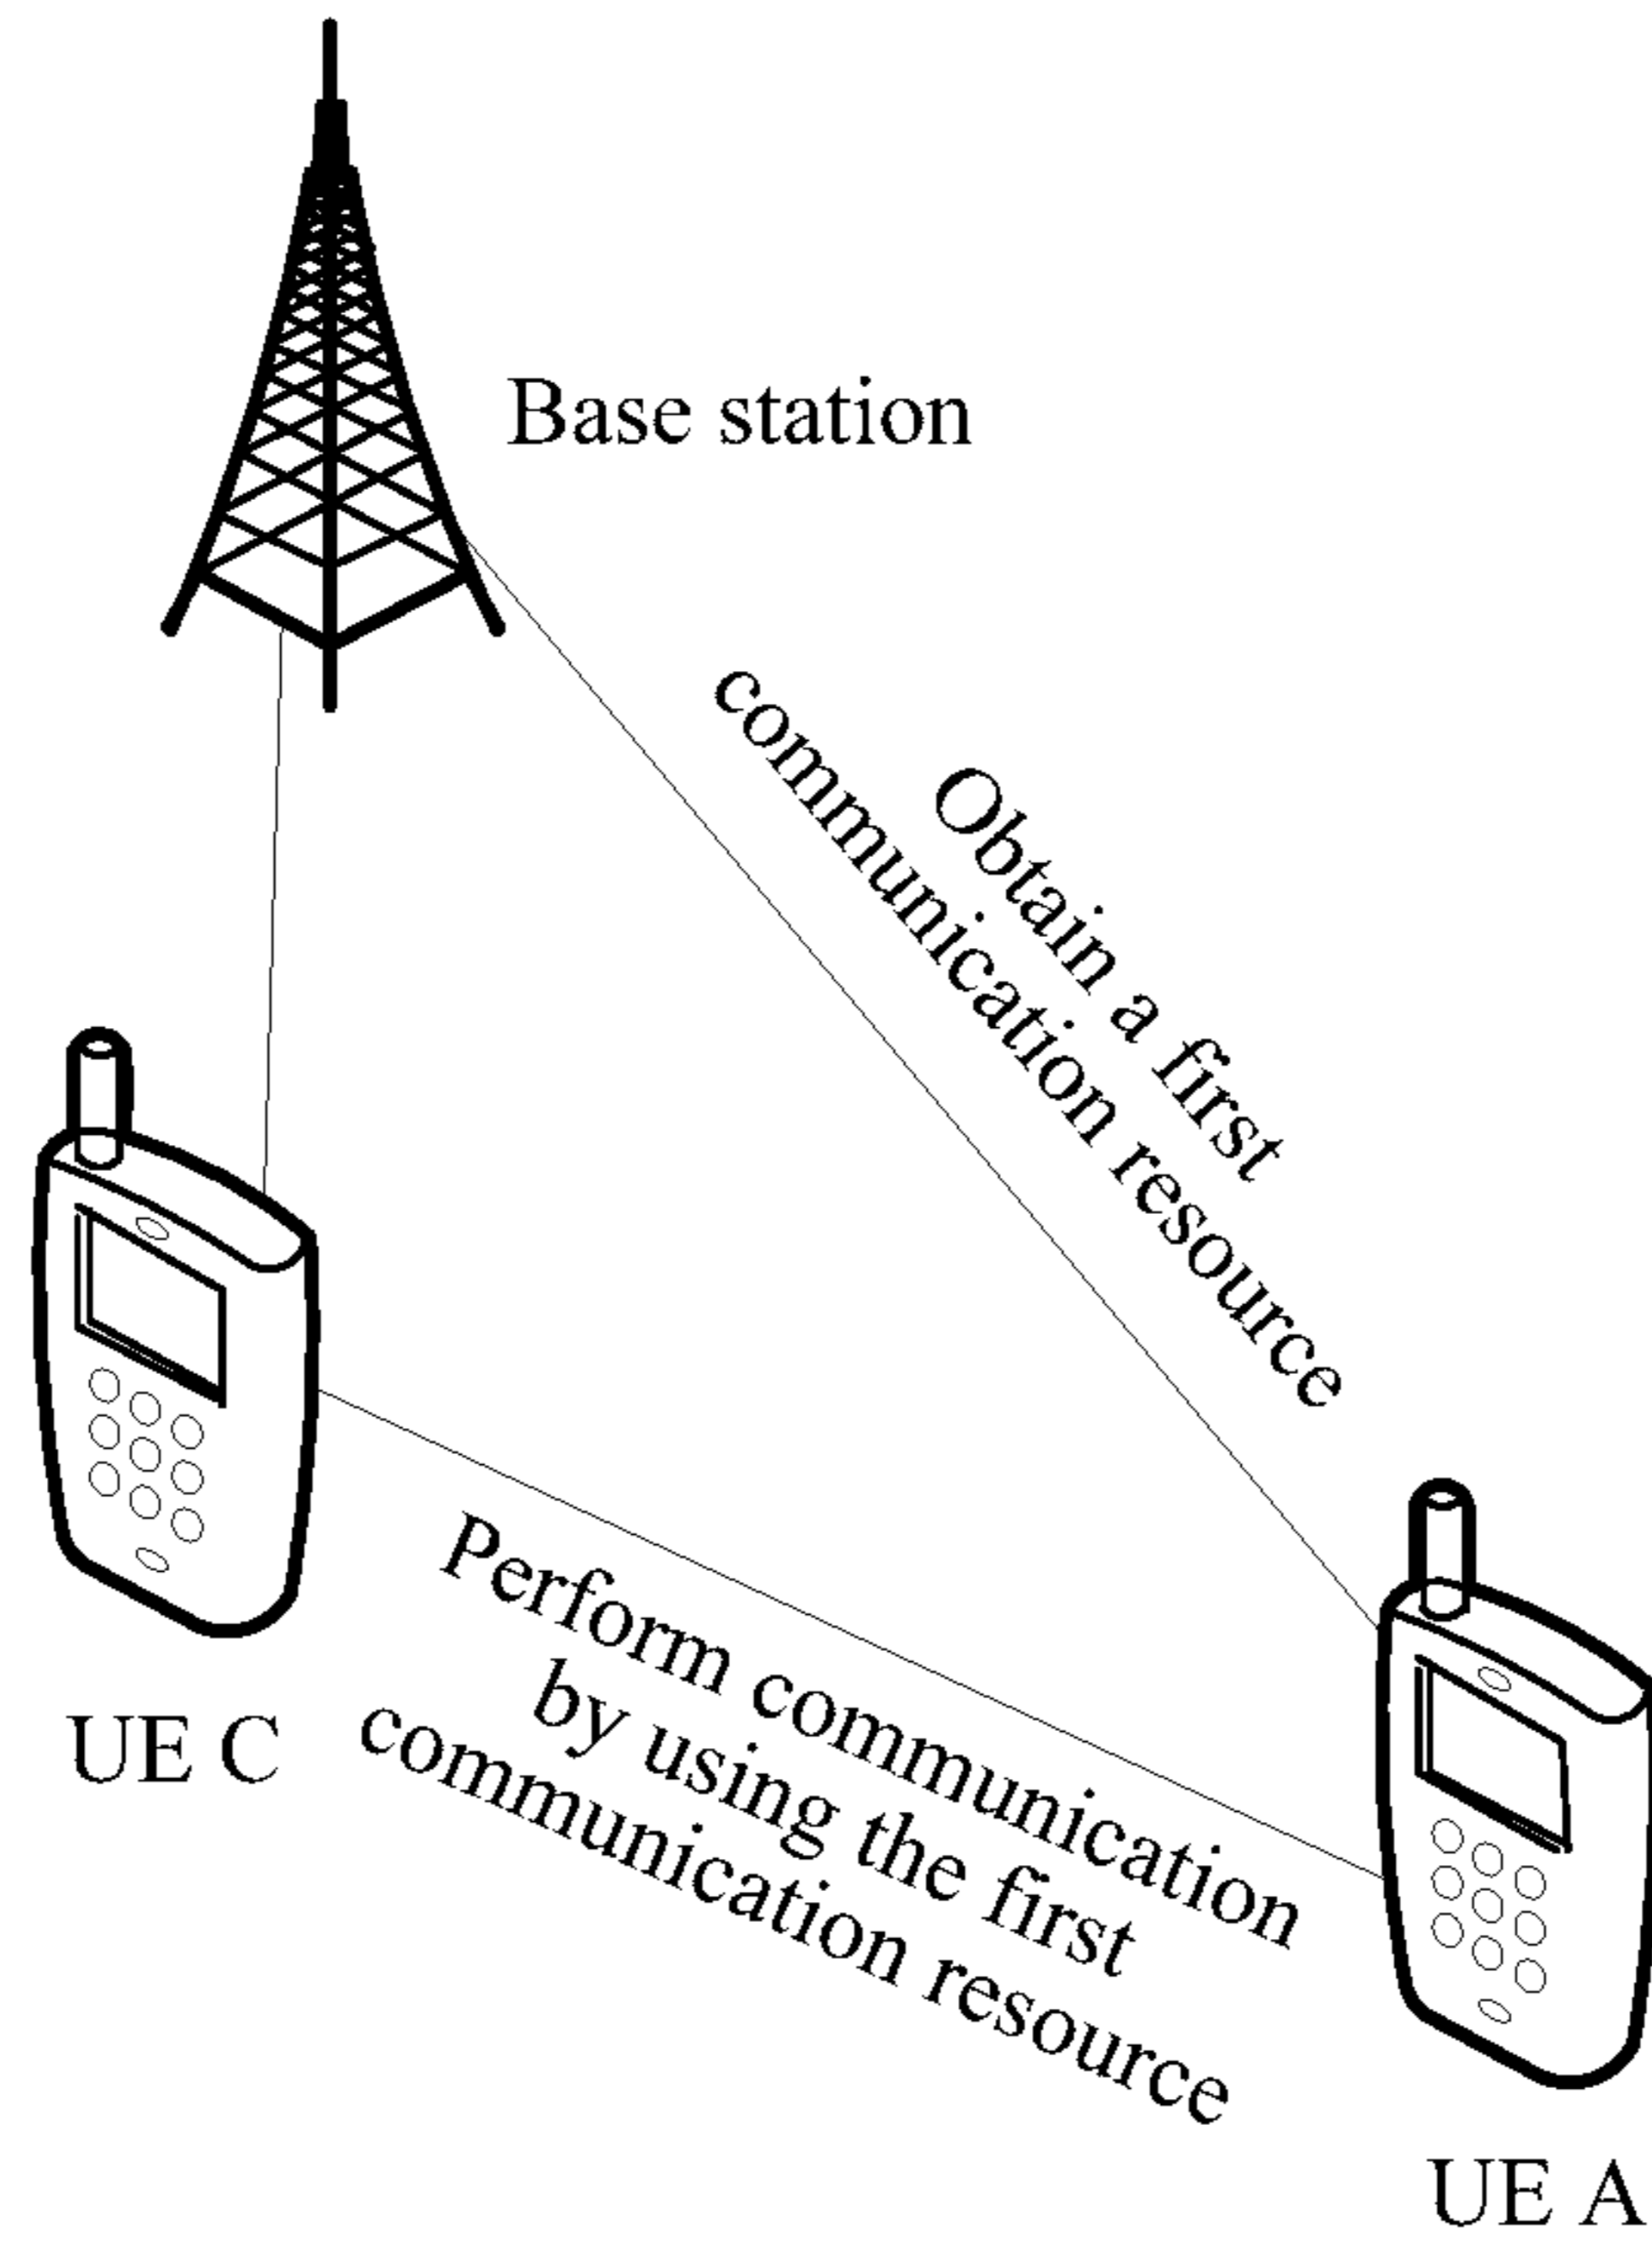 Base station
Obtain a first
communication resource
Perform communication
by using the first
communication resource
UE C
UE A